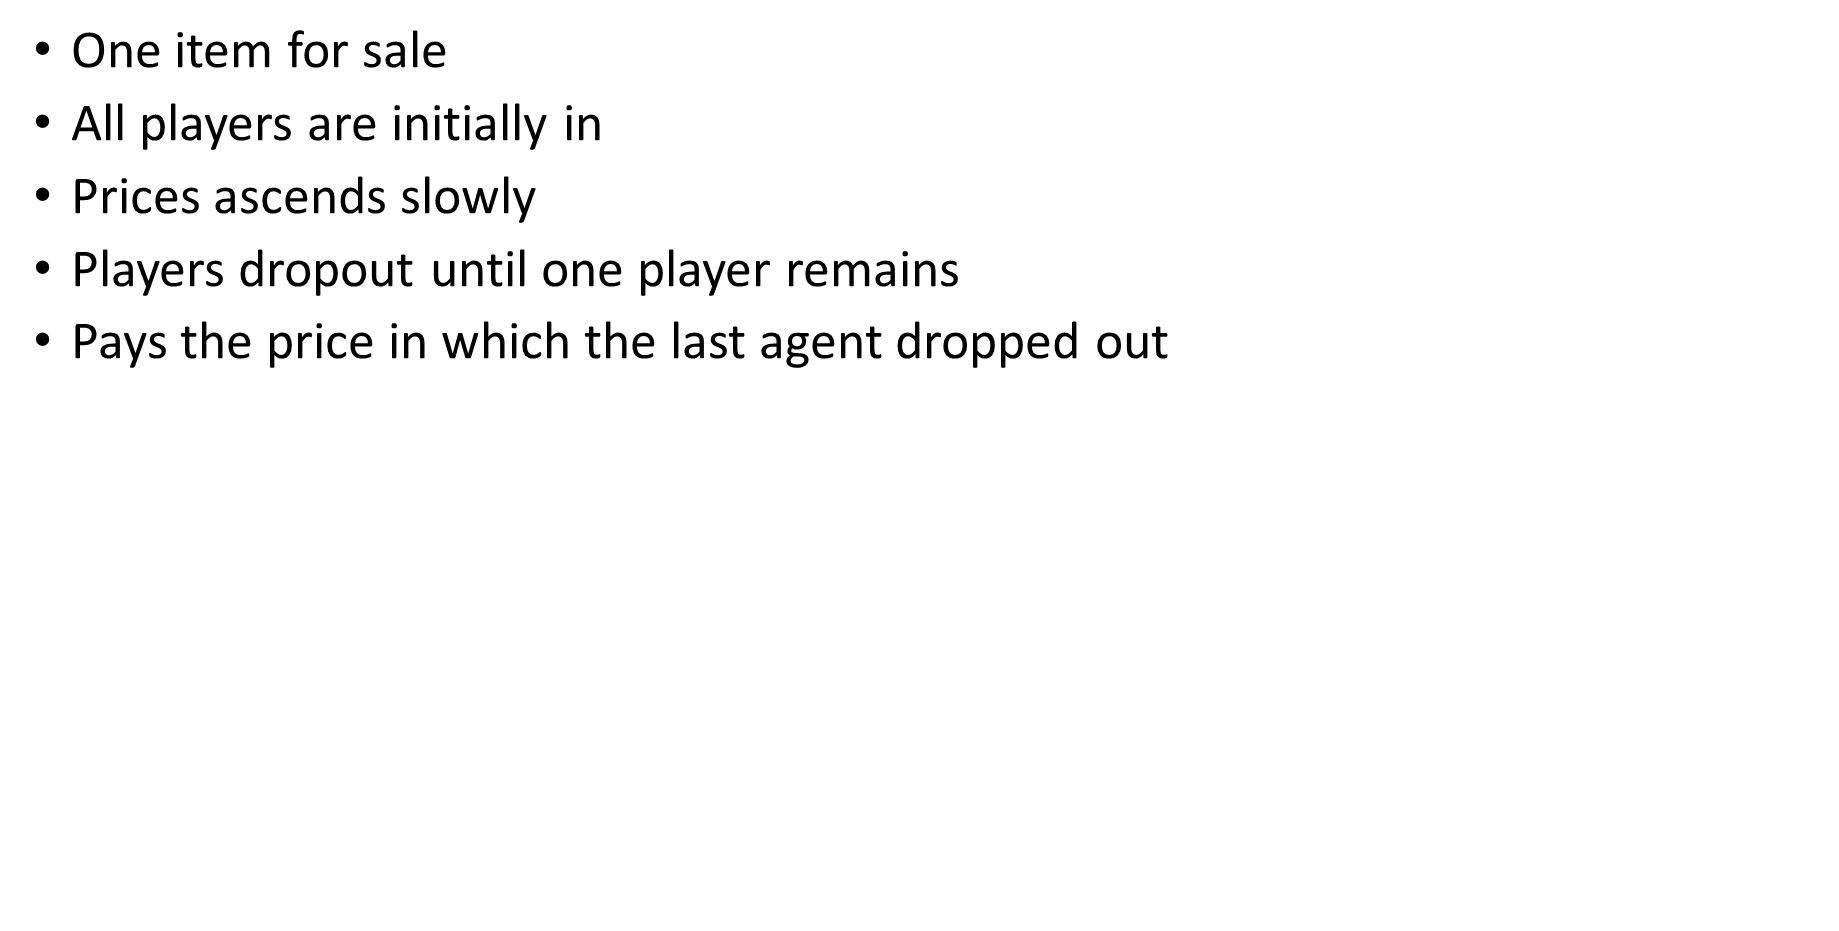 • One item for sale
• All players are initially in
• Prices ascends slowly
• Players dropout until one player remains
• Pays the price in which the last agent dropped out